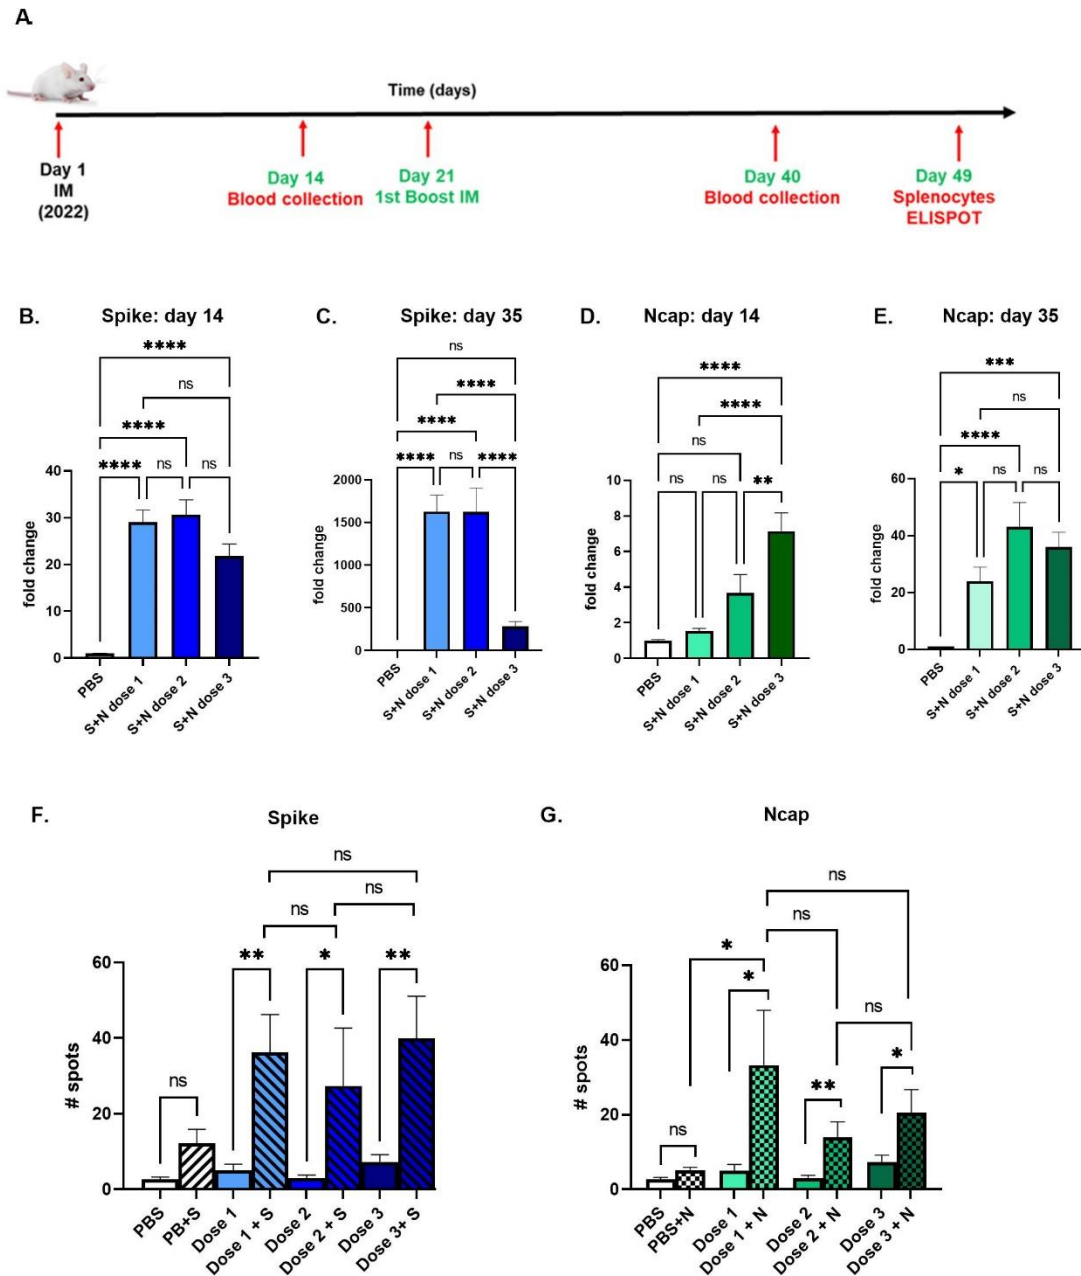 A.
Time (days)
Day 1
IM
(2022)
Day 14
Blood collection
Day 21
1st Boost IM
Day 40
Blood collection
Day 49
Splenocytes
ELISPOT
B.
Spike: day 14
****
ns
****
**** ns ns
fold change
40
30
20
10
0
PBS
S+N dose 1
S+N dose 2
S+N dose 3
C.
Spike: day 35
ns
****
****
**** ns ****
fold change
2000
1500
1000
500
0
PBS
S+N dose 1
S+N dose 2
S+N dose 3
D.
Ncap: day 14
****
****
ns
ns ns **
fold change
10
8
6
4
2
0
PBS
S+N dose 1
S+N dose 2
S+N dose 3
E.
Ncap: day 35
***
ns
****
* ns ns
fold change
60
40
20
0
PBS
S+N dose 1
S+N dose 2
S+N dose 3
F.
Spike
ns
ns
ns
** * **
ns
# spots
60
40
20
0
PBS
PB+S
Dose 1
Dose 1 + S
Dose 2
Dose 2 + S
Dose 3
Dose 3+ S
G.
Ncap
ns
ns
*
*
ns
*
**
ns
# spots
60
40
20
0
PBS
PBS+N
Dose 1
Dose 1 + N
Dose 2
Dose 2 + N
Dose 3
Dose 3 + N